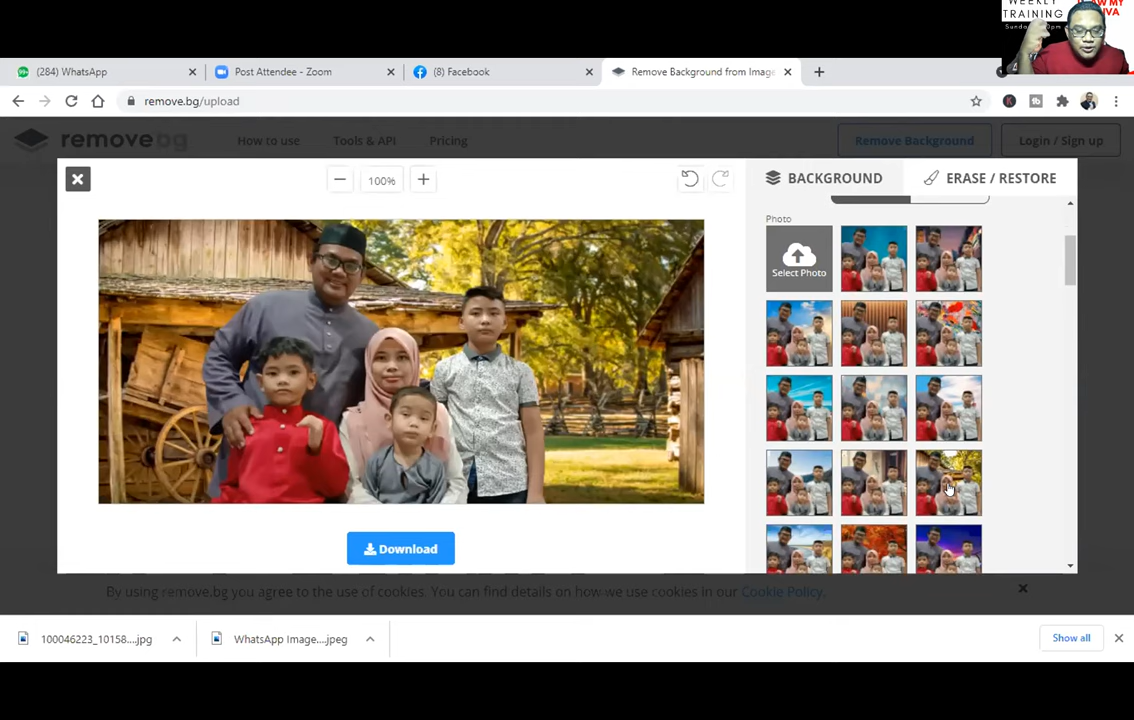 WEEKLY
TRAINING
(284) WhatsApp
Post Attendee - Zoom
(8) Facebook
Remove Background from Imag
remove.bg/upload
removebg
How to use
Tools & API
Pricing
Remove Background
Login / Sign up
100%
BACKGROUND
ERASE / RESTORE
Photo
Select Photo
Download
By using remove.bg you agree to the use of cookies. You can find details on how we use cookies in our Cookie Policy.
100046223_10158....jpg
WhatsApp Image....jpeg
Show all